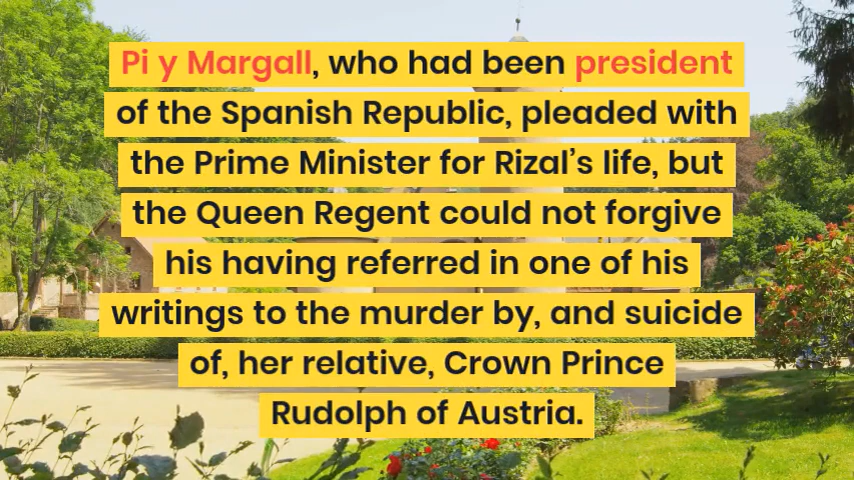 Pi y Margall, who had been president
of the Spanish Republic, pleaded with
the Prime Minister for Rizal’s life, but
the Queen Regent could not forgive
his having referred in one of his
writings to the murder by, and suicide
of, her relative, Crown Prince
Rudolph of Austria.